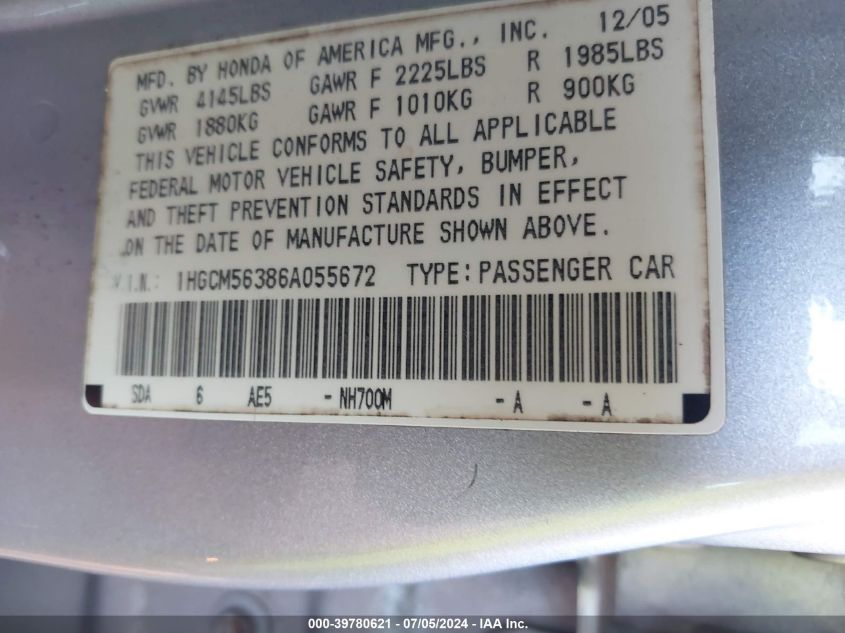 MFD. BY HONDA OF AMERICA MFG., INC. 12/05
GVWR 4145LBS GAWR F 2225LBS R 1985LBS
GVWR 1880KG GAWR F 1010KG R 900KG
THIS VEHICLE CONFORMS TO ALL APPLICABLE
FEDERAL MOTOR VEHICLE SAFETY, BUMPER,
AND THEFT PREVENTION STANDARDS IN EFFECT
ON THE DATE OF MANUFACTURE SHOWN ABOVE.
V.I.N.: 1HGCM56386A055672 TYPE: PASSENGER CAR
SDA 6 AE5 - NH700M - A - A
000-39780621 - 07/05/2024 - IAA Inc.